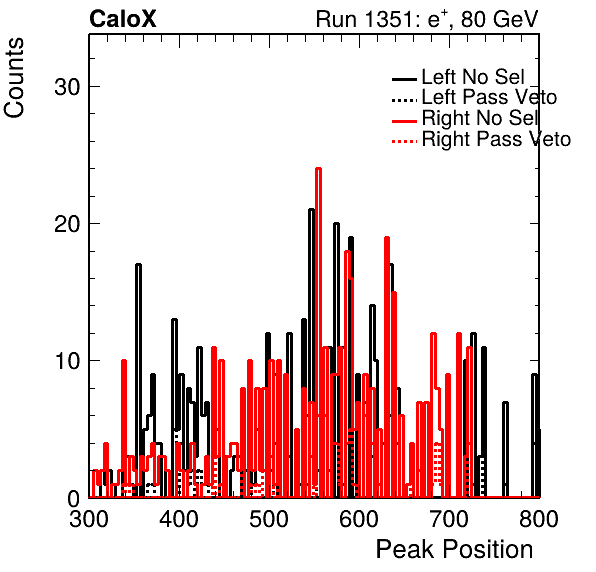 CaloX Run 1351: e⁺, 80 GeV
Counts
30
20
10
0
Left No Sel
Left Pass Veto
Right No Sel
Right Pass Veto
300 400 500 600 700 800
Peak Position